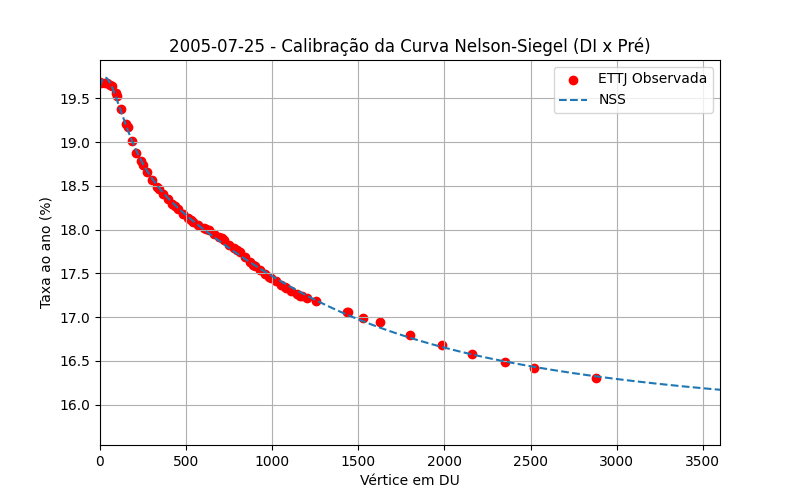 2005-07-25 - Calibração da Curva Nelson-Siegel (DI x Pré)
ETTJ Observada
NSS
Taxa ao ano (%)
19.5
19.0
18.5
18.0
17.5
17.0
16.5
16.0
0 500 1000 1500 2000 2500 3000 3500
Vértice em DU